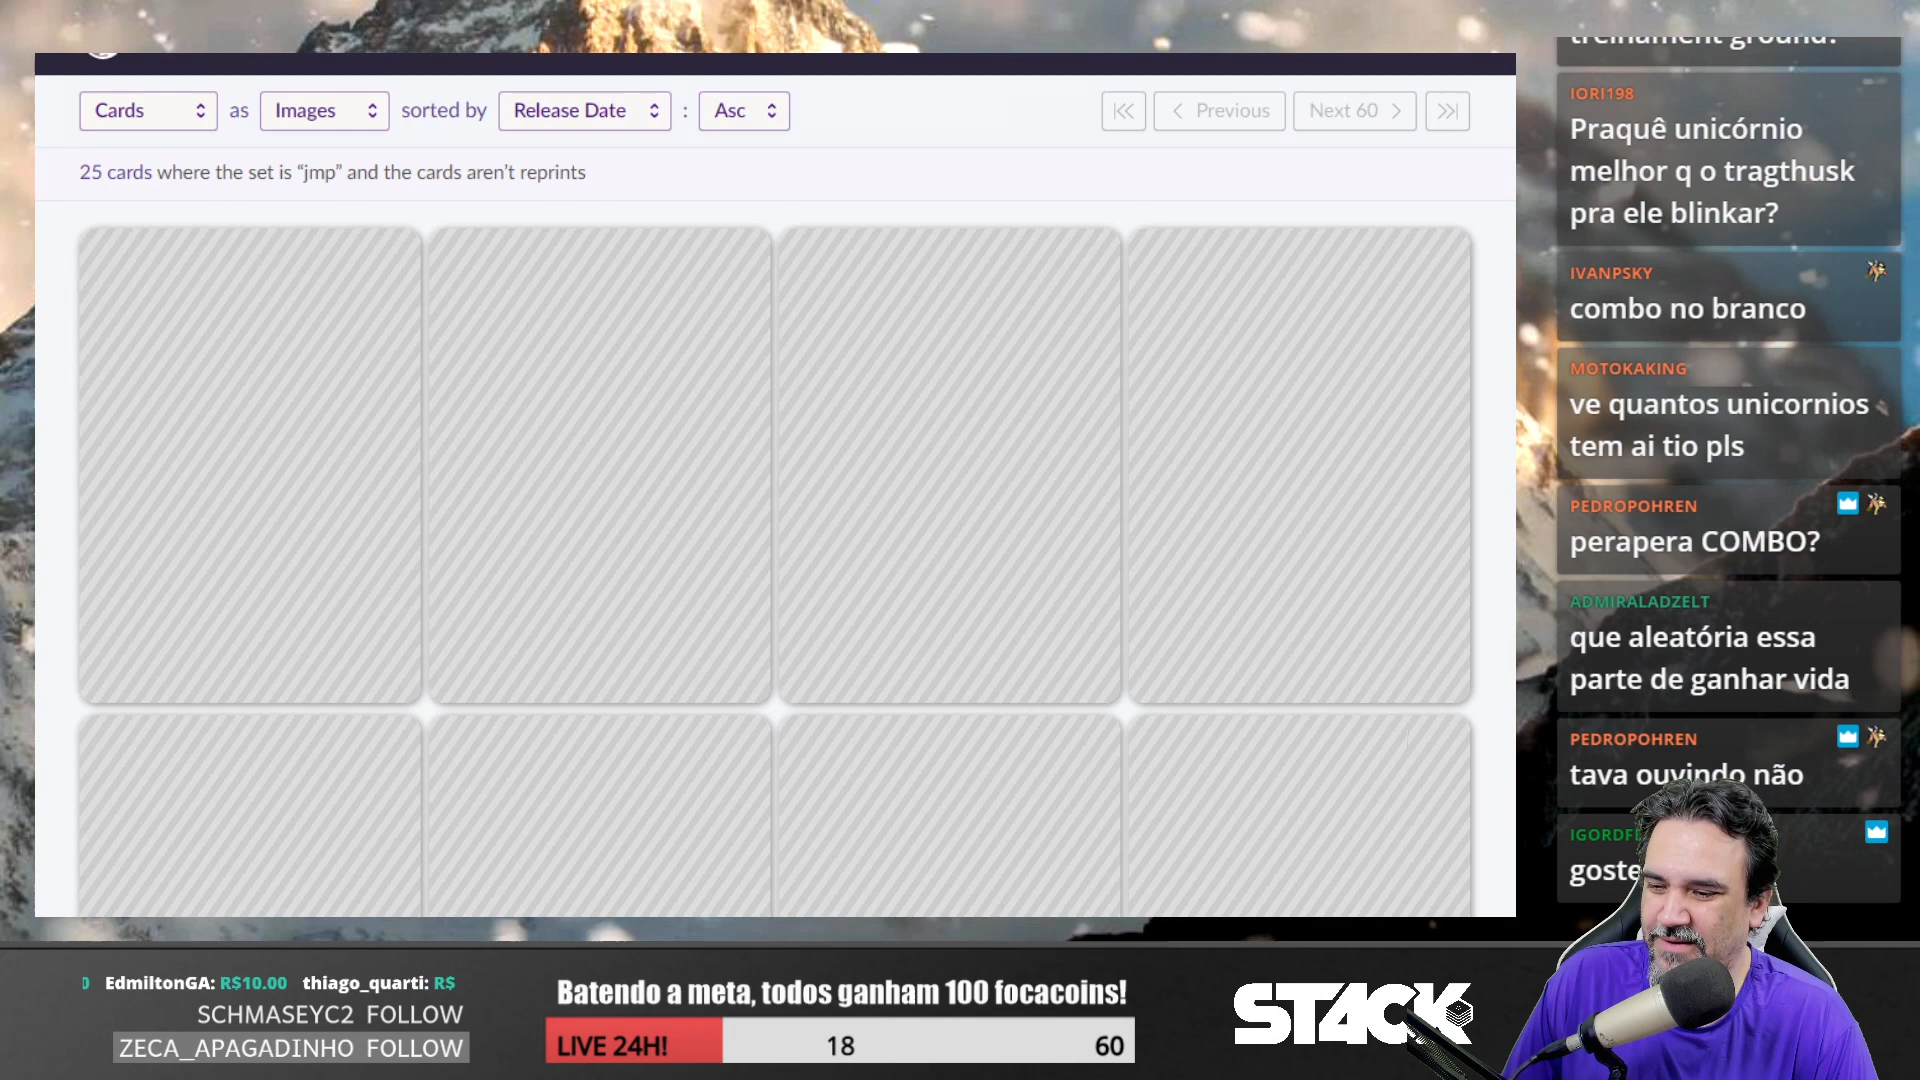 Cards as Images sorted by Release Date : Asc Previous Next 60
25 cards where the set is “jmp” and the cards aren’t reprints
treinament ground?
IORI198
Praquê unicórnio
melhor q o tragthusk
pra ele blinkar?
IVANPSKY
combo no branco
MOTOKAKING
ve quantos unicornios
tem ai tio pls
PEDROPOHREN
perapera COMBO?
ADMIRALADZELT
que aleatória essa
parte de ganhar vida
PEDROPOHREN
tava ouvindo não
EdmiltonGA: R$10.00 thiago_quarti: R$
SCHMASEYC2 FOLLOW
ZECA_APAGADINHO FOLLOW
Batendo a meta, todos ganham 100 focacoins!
LIVE 24H! 18 60
ST4CK